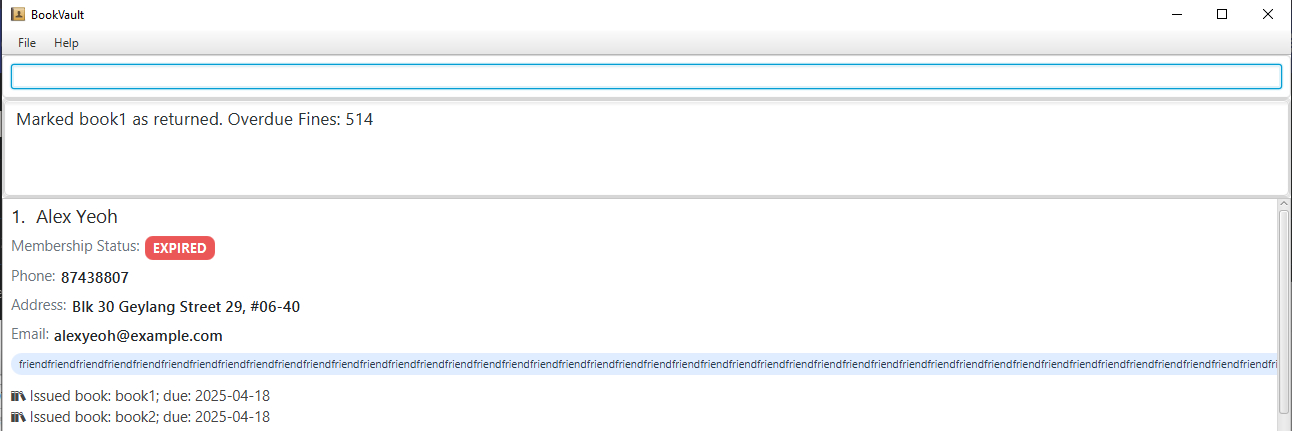 BookVault
File Help
Marked book1 as returned. Overdue Fines: 514
1. Alex Yeoh
Membership Status: EXPIRED
Phone: 87438807
Address: Blk 30 Geylang Street 29, #06-40
Email: alexyeoh@example.com
friendfriendfriendfriendfriendfriendfriendfriendfriendfriendfriendfriendfriendfriendfriendfriendfriendfriendfriendfriendfriendfriendfriendfriendfriendfriendfriendfriendfriendfriendfriendfriendfriendfriendfriendfriendfriendfriendfriendfriendfriendfriendfriendfriendfri
Issued book: book1; due: 2025-04-18
Issued book: book2; due: 2025-04-18